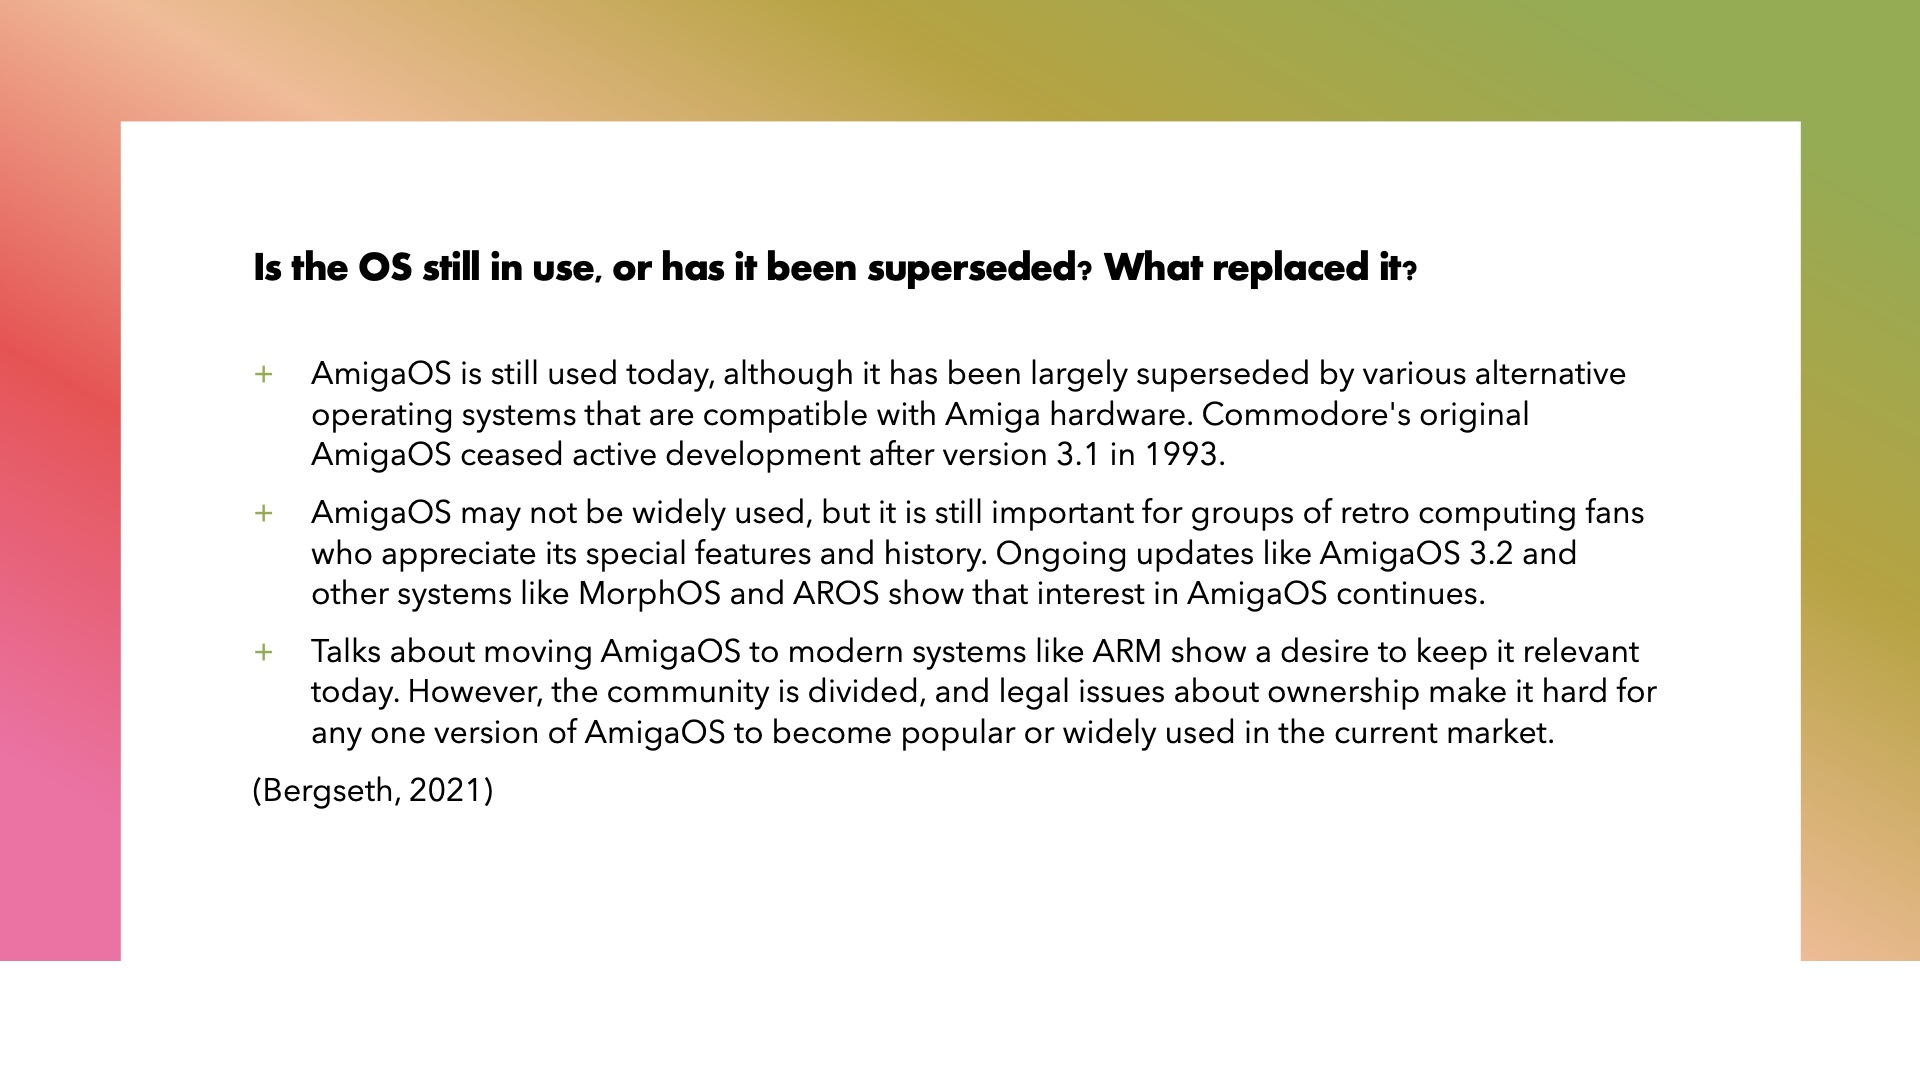 Is the OS still in use, or has it been superseded? What replaced it?
+ AmigaOS is still used today, although it has been largely superseded by various alternative
operating systems that are compatible with Amiga hardware. Commodore's original
AmigaOS ceased active development after version 3.1 in 1993.
+ AmigaOS may not be widely used, but it is still important for groups of retro computing fans
who appreciate its special features and history. Ongoing updates like AmigaOS 3.2 and
other systems like MorphOS and AROS show that interest in AmigaOS continues.
+ Talks about moving AmigaOS to modern systems like ARM show a desire to keep it relevant
today. However, the community is divided, and legal issues about ownership make it hard for
any one version of AmigaOS to become popular or widely used in the current market.
(Bergseth, 2021)